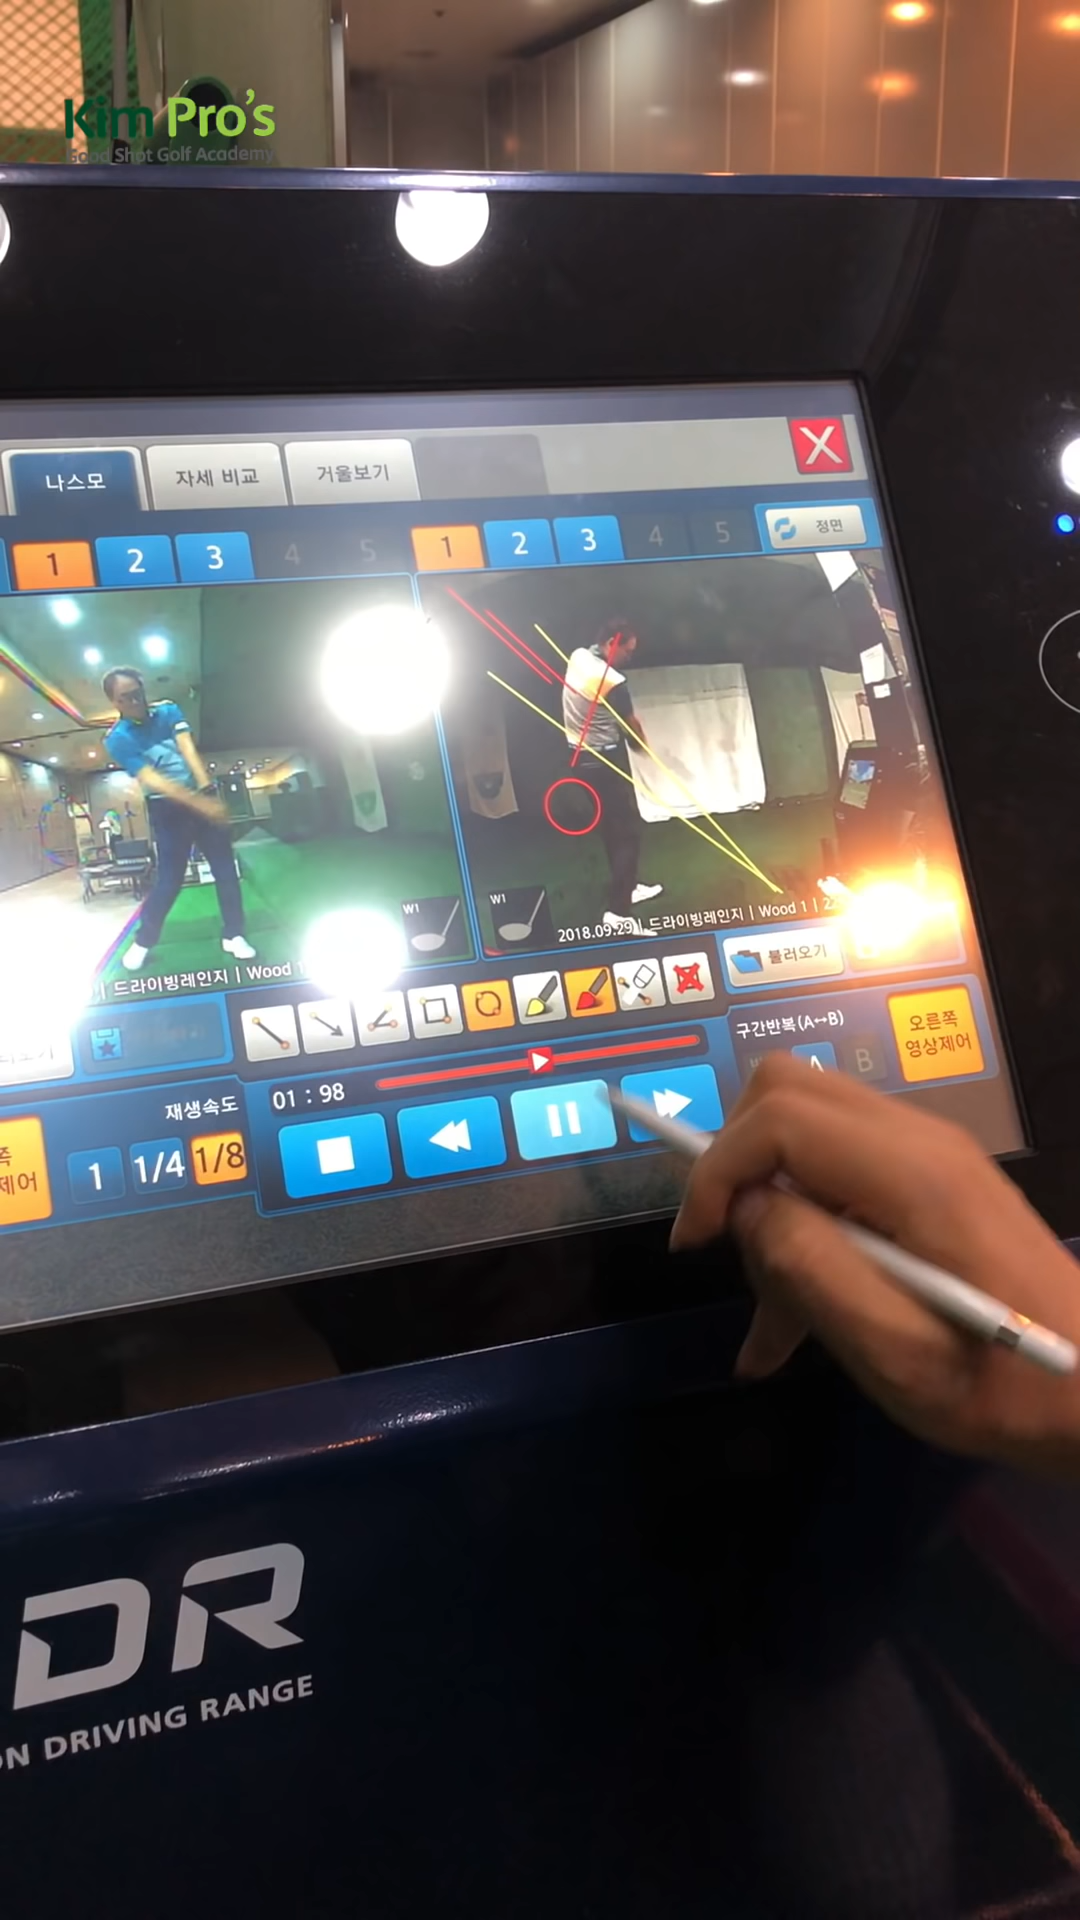 Kim Pro's
Good Shot Golf Academy
나스모
자세 비교
거울보기
X
1 2 3 4 5
1 2 3 4 5
정면
W1
W1
드라이빙레인지 | Wood 1
2018.09.29 | 드라이빙레인지 | Wood 1 |
불러오기
구간반복(A↔B)
A B
오른쪽
영상제어
01 : 98
재생속도
1 1/4 1/8
제어
DR
DRIVING RANGE